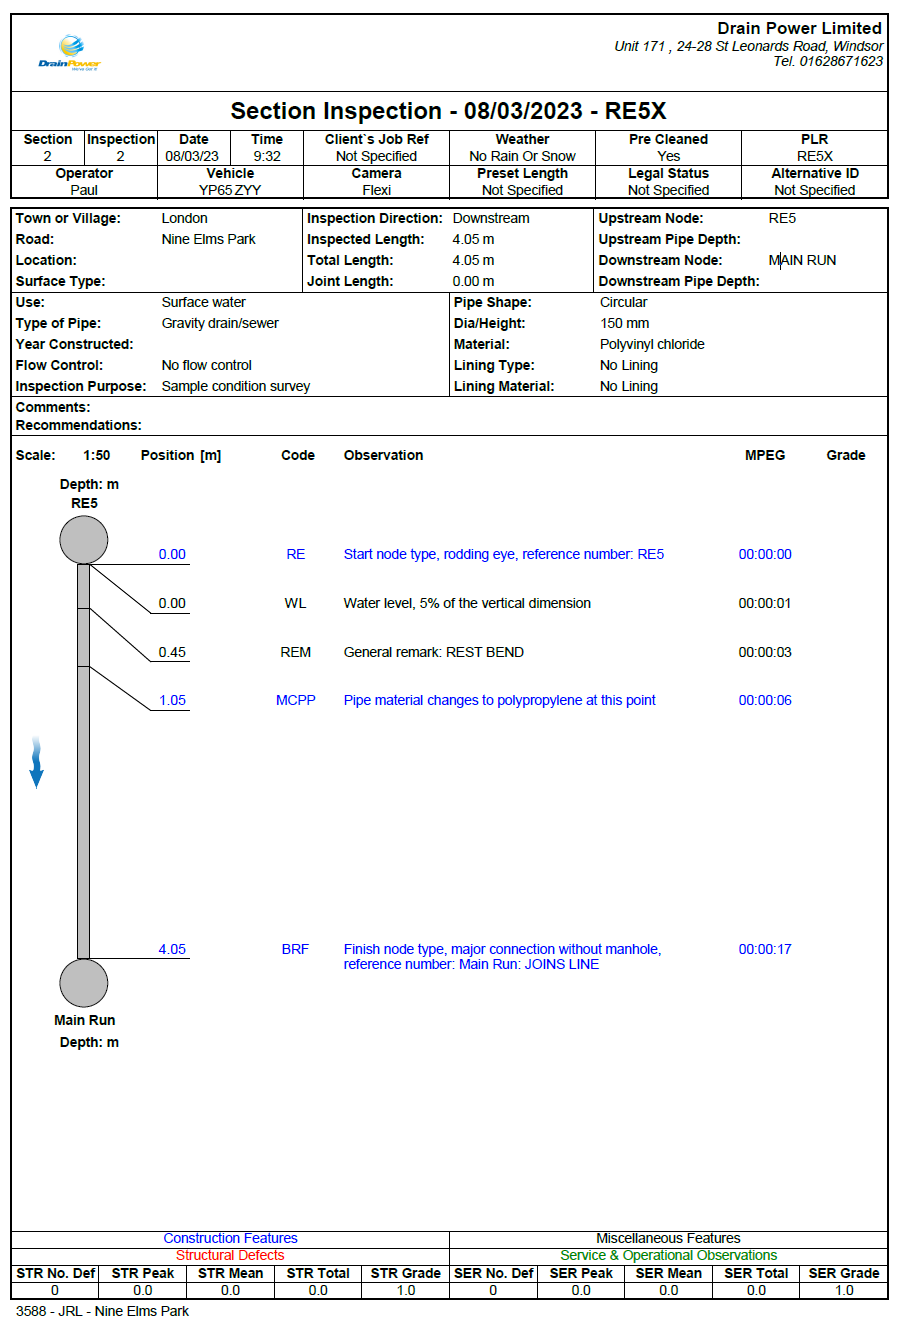 Drain Power Limited
Unit 171 , 24-28 St Leonards Road, Windsor
Tel. 01628671623
DrainPower
Section Inspection - 08/03/2023 - RE5X
Section Inspection Date Time Client`s Job Ref Weather Pre Cleaned PLR
2 2 08/03/23 9:32 Not Specified No Rain Or Snow Yes RE5X
Operator Vehicle Camera Preset Length Legal Status Alternative ID
Paul YP65 ZYY Flexi Not Specified Not Specified Not Specified
Town or Village: London Inspection Direction: Downstream Upstream Node: RE5
Road: Nine Elms Park Inspected Length: 4.05 m Upstream Pipe Depth:
Location: Total Length: 4.05 m Downstream Node: MAIN RUN
Surface Type: Joint Length: 0.00 m Downstream Pipe Depth:
Use: Surface water Pipe Shape: Circular
Type of Pipe: Gravity drain/sewer Dia/Height: 150 mm
Year Constructed: Material: Polyvinyl chloride
Flow Control: No flow control Lining Type: No Lining
Inspection Purpose: Sample condition survey Lining Material: No Lining
Comments:
Recommendations:
Scale: 1:50 Position [m] Code Observation MPEG Grade
Depth: m
RE5
0.00 RE Start node type, rodding eye, reference number: RE5 00:00:00
0.00 WL Water level, 5% of the vertical dimension 00:00:01
0.45 REM General remark: REST BEND 00:00:03
1.05 MCPP Pipe material changes to polypropylene at this point 00:00:06
4.05 BRF Finish node type, major connection without manhole, 00:00:17
reference number: Main Run: JOINS LINE
Main Run
Depth: m
Construction Features Miscellaneous Features
Structural Defects Service & Operational Observations
STR No. Def STR Peak STR Mean STR Total STR Grade SER No. Def SER Peak SER Mean SER Total SER Grade
0 0.0 0.0 0.0 1.0 0 0.0 0.0 0.0 1.0
3588 - JRL - Nine Elms Park